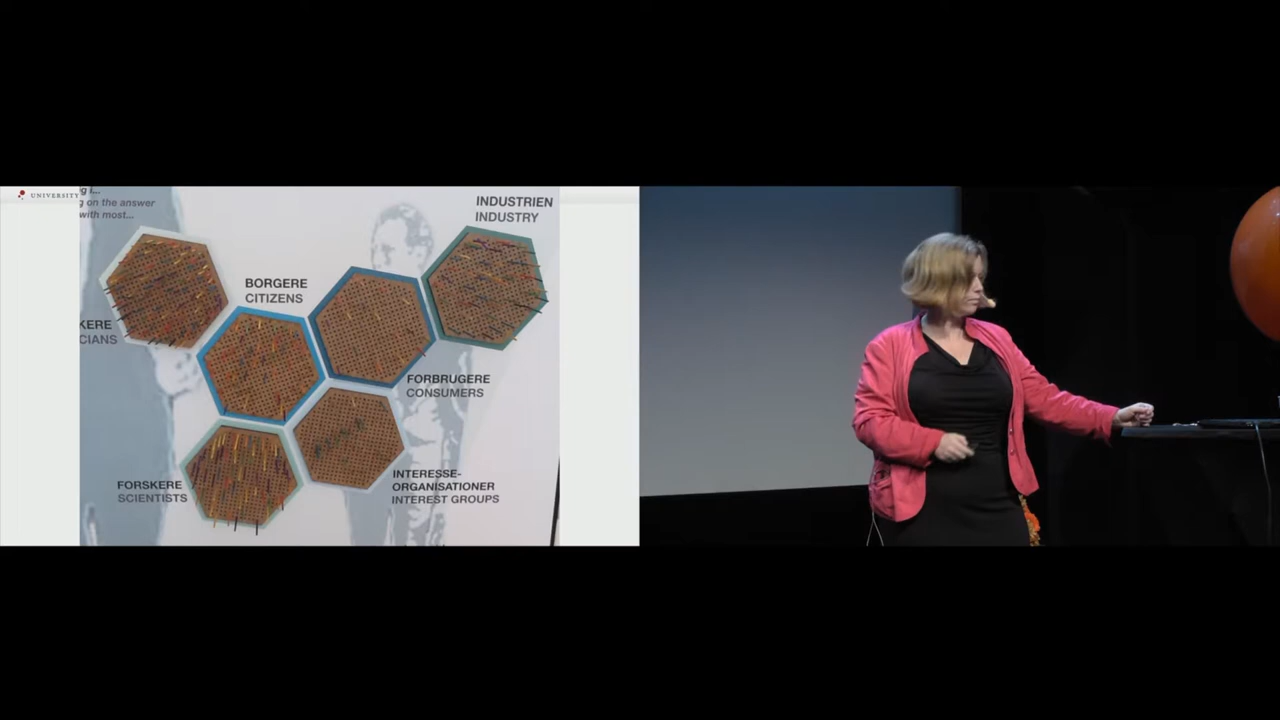 UNIVERSITY
g i...
g on the answer
with most...
INDUSTRIEN
INDUSTRY
BORGERE
CITIZENS
KERE
CIANS
FORBRUGERE
CONSUMERS
INTERESSE-
ORGANISATIONER
INTEREST GROUPS
FORSKERE
SCIENTISTS